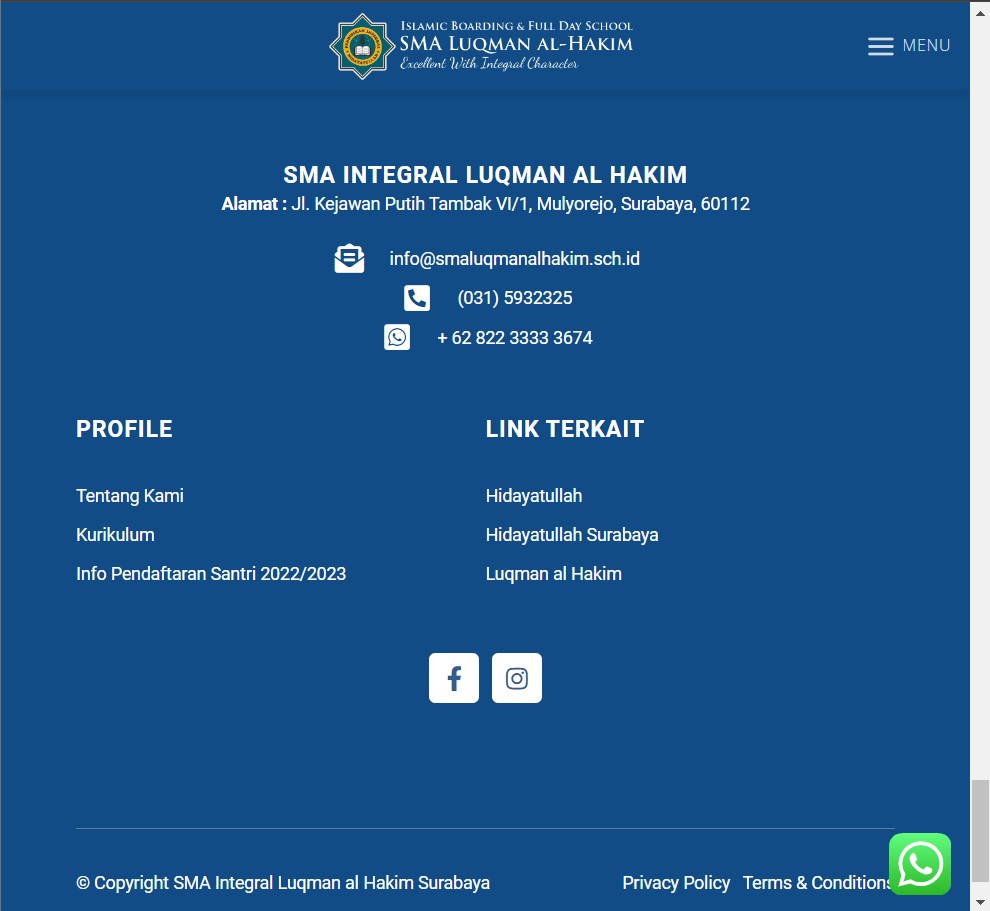 ISLAMIC BOARDING & FULL DAY SCHOOL
SMA LUQMAN AL-HAKIM
Excellent With Integral Character
MENU
SMA INTEGRAL LUQMAN AL HAKIM
Alamat : Jl. Kejawan Putih Tambak VI/1, Mulyorejo, Surabaya, 60112
info@smaluqmanalhakim.sch.id
(031) 5932325
+ 62 822 3333 3674
PROFILE
Tentang Kami
Kurikulum
Info Pendaftaran Santri 2022/2023
LINK TERKAIT
Hidayatullah
Hidayatullah Surabaya
Luqman al Hakim
© Copyright SMA Integral Luqman al Hakim Surabaya
Privacy Policy Terms & Conditions